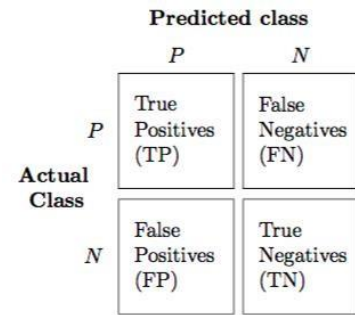 Predicted class
P N
True
Positives
(TP)
False
Negatives
(FN)
P
Actual
Class
False
Positives
(FP)
True
Negatives
(TN)
N